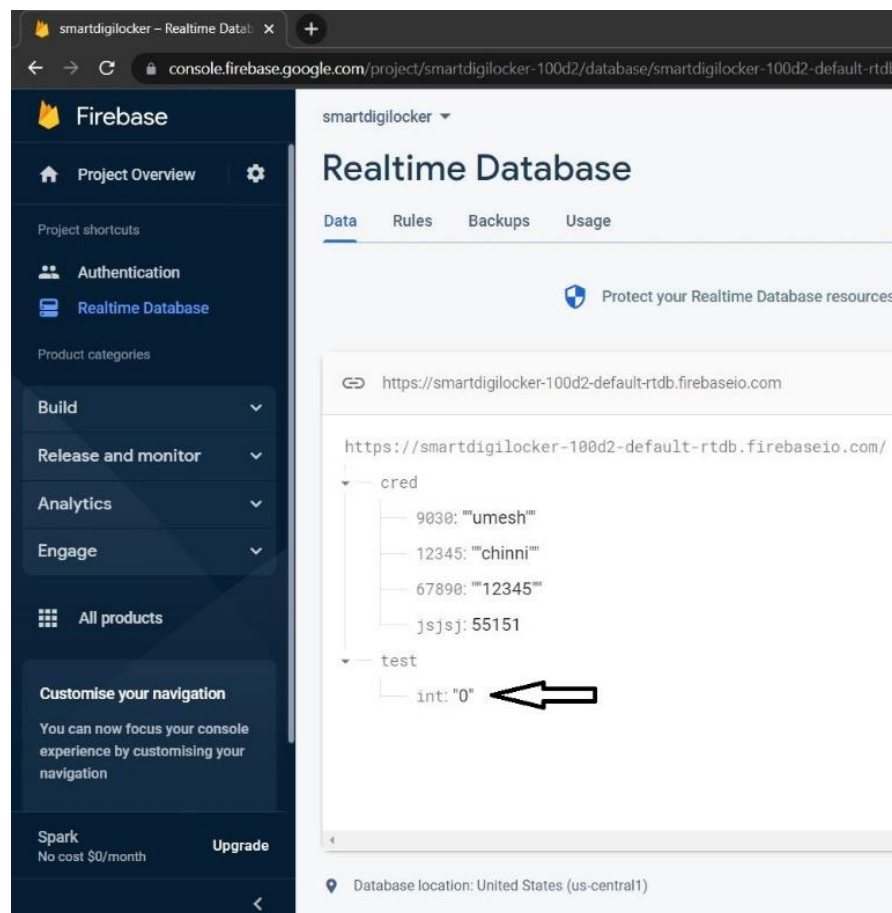 smartdigilocker – Realtime Datab
console.firebase.google.com/project/smartdigilocker-100d2/database/smartdigilocker-100d2-default-rtdb
Firebase
Project Overview
Project shortcuts
Authentication
Realtime Database
Product categories
Build
Release and monitor
Analytics
Engage
All products
Customise your navigation
You can now focus your console
experience by customising your
navigation
Spark
No cost $0/month
Upgrade
smartdigilocker
Realtime Database
Data Rules Backups Usage
Protect your Realtime Database resources
https://smartdigilocker-100d2-default-rtdb.firebaseio.com
https://smartdigilocker-100d2-default-rtdb.firebaseio.com/
cred
9030: ""umesh""
12345: ""chinni""
67890: ""12345""
jsjsj: 55151
test
int: "0"
Database location: United States (us-central1)